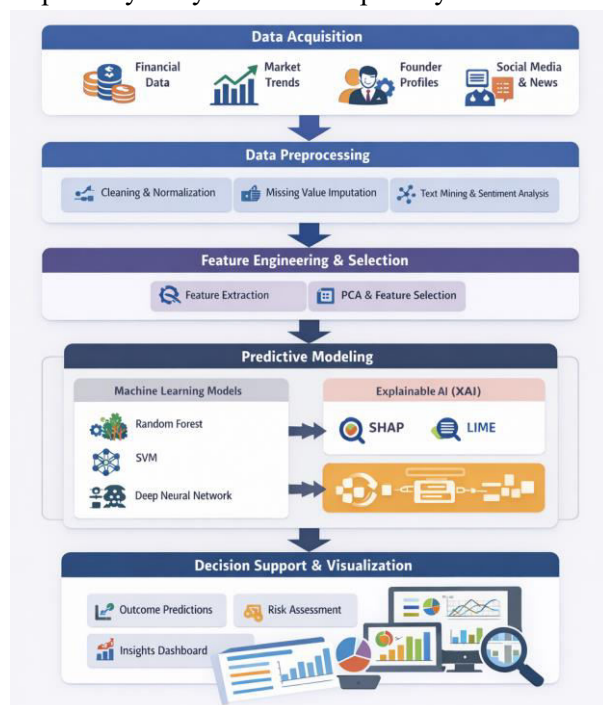 Data Acquisition
Financial
Data
Market
Trends
Founder
Profiles
Social Media
& News
Data Preprocessing
Cleaning & Normalization
Missing Value Imputation
Text Mining & Sentiment Analysis
Feature Engineering & Selection
Feature Extraction
PCA & Feature Selection
Predictive Modeling
Machine Learning Models
Random Forest
SVM
Deep Neural Network
Explainable AI (XAI)
SHAP
LIME
Decision Support & Visualization
Outcome Predictions
Risk Assessment
Insights Dashboard